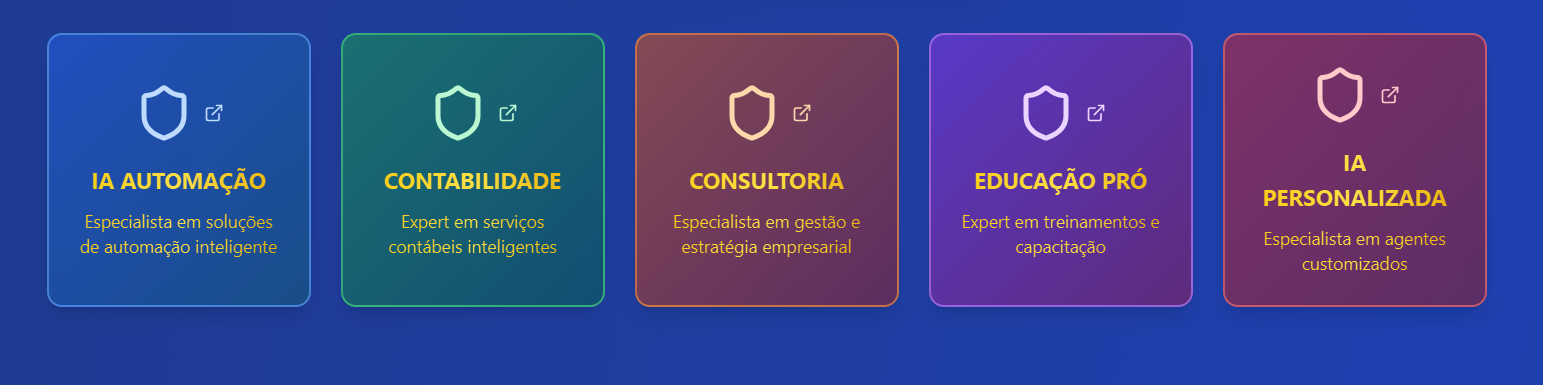 IA AUTOMAÇÃO
Especialista em soluções
de automação inteligente
CONTABILIDADE
Expert em serviços
contábeis inteligentes
CONSULTORIA
Especialista em gestão e
estratégia empresarial
EDUCAÇÃO PRÓ
Expert em treinamentos e
capacitação
IA
PERSONALIZADA
Especialista em agentes
customizados